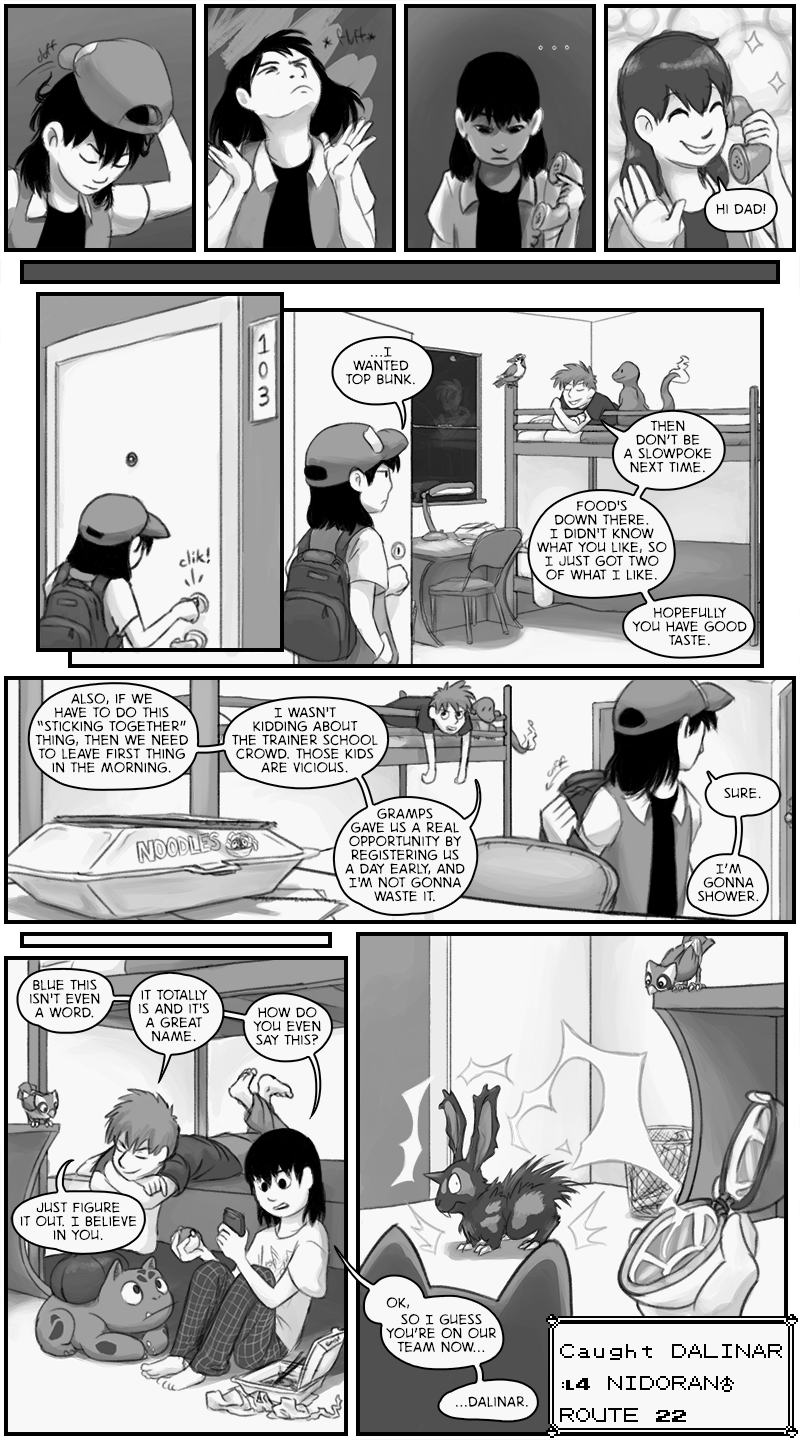 doff
*fluft*
...
HI DAD!
103
clik!
...I
WANTED
TOP BUNK.
THEN
DON'T BE
A SLOWPOKE
NEXT TIME.
FOOD'S
DOWN THERE.
I DIDN'T KNOW
WHAT YOU LIKE, SO
I JUST GOT TWO
OF WHAT I LIKE.
HOPEFULLY
YOU HAVE GOOD
TASTE.
ALSO, IF WE
HAVE TO DO THIS
"STICKING TOGETHER"
THING, THEN WE NEED
TO LEAVE FIRST THING
IN THE MORNING.
I WASN'T
KIDDING ABOUT
THE TRAINER SCHOOL
CROWD. THOSE KIDS
ARE VICIOUS.
GRAMPS
GAVE US A REAL
OPPORTUNITY BY
REGISTERING US
A DAY EARLY, AND
I'M NOT GONNA
WASTE IT.
NOODLES
SURE.
I'M
GONNA
SHOWER.
BLUE THIS
ISN'T EVEN
A WORD.
IT TOTALLY
IS AND IT'S
A GREAT
NAME.
HOW DO
YOU EVEN
SAY THIS?
JUST FIGURE
IT OUT. I BELIEVE
IN YOU.
OK,
SO I GUESS
YOU'RE ON OUR
TEAM NOW...
...DALINAR.
Caught DALINAR
:L4 NIDORAN♂
ROUTE 22